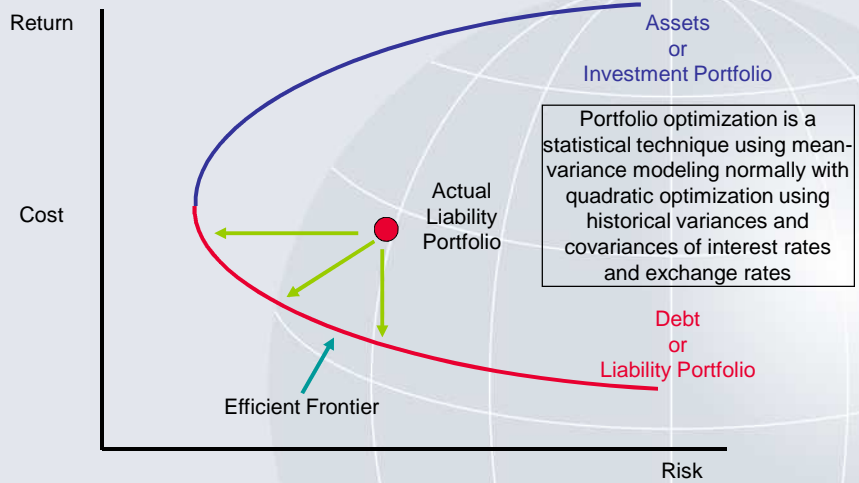 Return
Assets
or
Investment Portfolio
Portfolio optimization is a
statistical technique using mean-
variance modeling normally with
quadratic optimization using
historical variances and
covariances of interest rates
and exchange rates
Actual
Liability
Portfolio
Cost
Debt
or
Liability Portfolio
Efficient Frontier
Risk